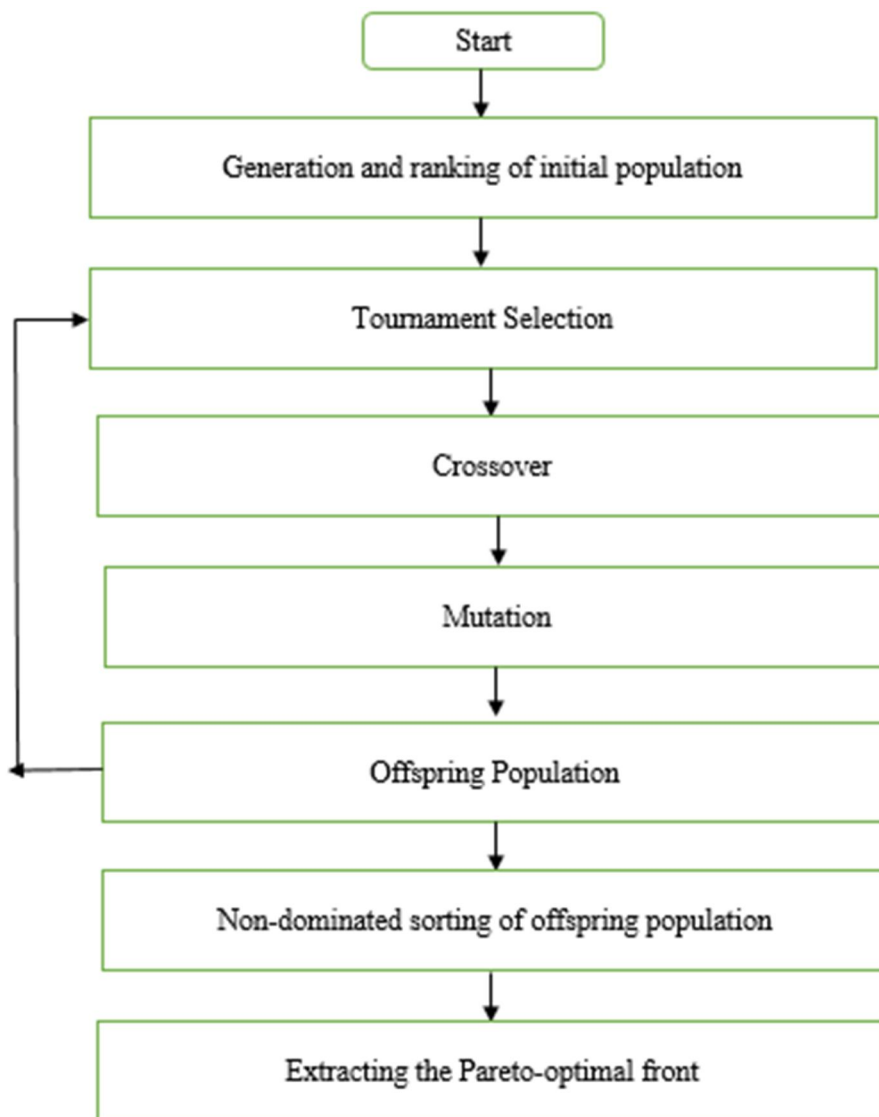 Start
Generation and ranking of initial population
Tournament Selection
Crossover
Mutation
Offspring Population
Non-dominated sorting of offspring population
Extracting the Pareto-optimal front